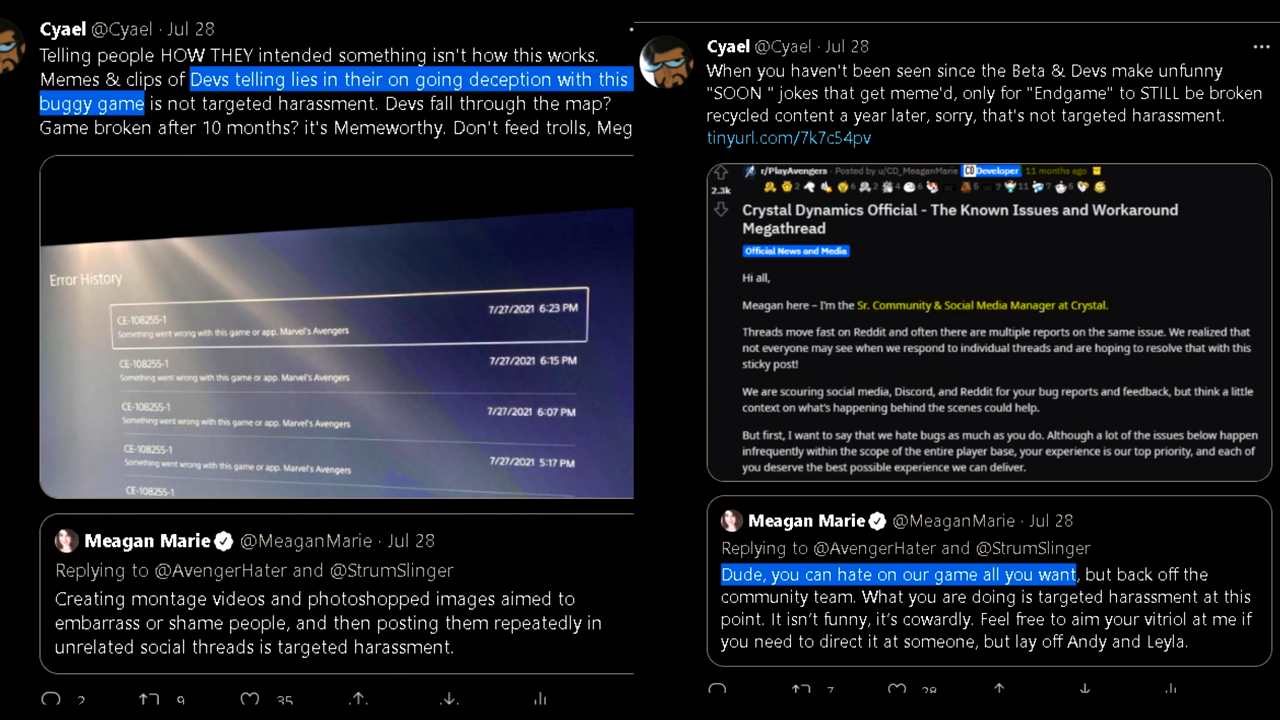 Cyael @Cyael · Jul 28
Telling people HOW THEY intended something isn't how this works.
Memes & clips of Devs telling lies in their on going deception with this
buggy game is not targeted harassment. Devs fall through the map?
Game broken after 10 months? it's Memeworthy. Don't feed trolls, Meg
Error History
CE-108255-1
7/27/2021 6:23 PM
Something went wrong with this game or app. Marvel's Avengers
CE-108255-1
7/27/2021 6:15 PM
Something went wrong with this game or app. Marvel's Avengers
CE-108255-1
7/27/2021 6:07 PM
Something went wrong with this game or app. Marvel's Avengers
CE-108255-1
7/27/2021 5:17 PM
Something went wrong with this game or app. Marvel's Avengers
CE-108255-1
Meagan Marie @MeaganMarie · Jul 28
Replying to @AvengerHater and @StrumSlinger
Creating montage videos and photoshopped images aimed to
embarrass or shame people, and then posting them repeatedly in
unrelated social threads is targeted harassment.
2 9 35
Cyael @Cyael · Jul 28
When you haven't been seen since the Beta & Devs make unfunny
"SOON " jokes that get meme'd, only for "Endgame" to STILL be broken
recycled content a year later, sorry, that's not targeted harassment.
tinyurl.com/7k7c54pv
r/PlayAvengers · Posted by u/CD_MeaganMarie CD Developer 11 months ago
2.3k
Crystal Dynamics Official - The Known Issues and Workaround
Megathread
Official News and Media
Hi all,
Meagan here – I'm the Sr. Community & Social Media Manager at Crystal.
Threads move fast on Reddit and often there are multiple reports on the same issue. We realized that
not everyone may see when we respond to individual threads and are hoping to resolve that with this
sticky post!
We are scouring social media, Discord, and Reddit for your bug reports and feedback, but think a little
context on what's happening behind the scenes could help.
But first, I want to say that we hate bugs as much as you do. Although a lot of the issues below happen
infrequently within the scope of the entire player base, your experience is our top priority, and each of
you deserve the best possible experience we can deliver.
Meagan Marie @MeaganMarie · Jul 28
Replying to @AvengerHater and @StrumSlinger
Dude, you can hate on our game all you want, but back off the
community team. What you are doing is targeted harassment at this
point. It isn't funny, it's cowardly. Feel free to aim your vitriol at me if
you need to direct it at someone, but lay off Andy and Leyla.
7 28